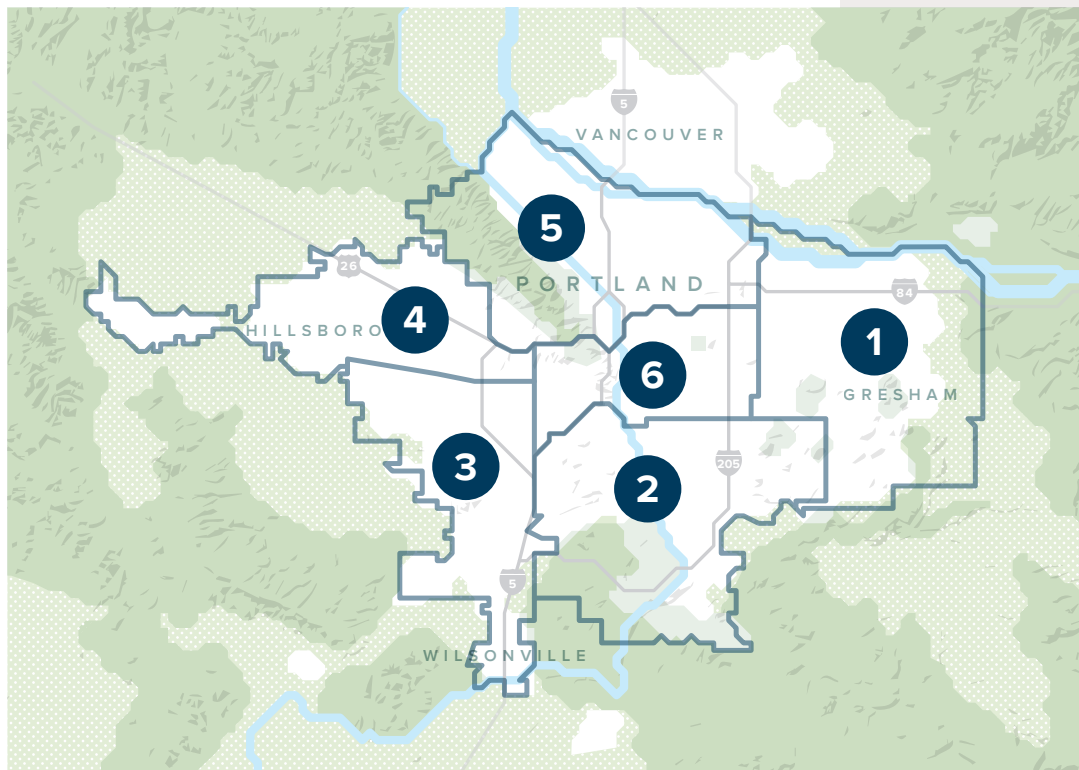 5
VANCOUVER
5
26
PORTLAND
84
4
HILLSBORO
1
6
GRESHAM
3
205
2
5
WILSONVILLE